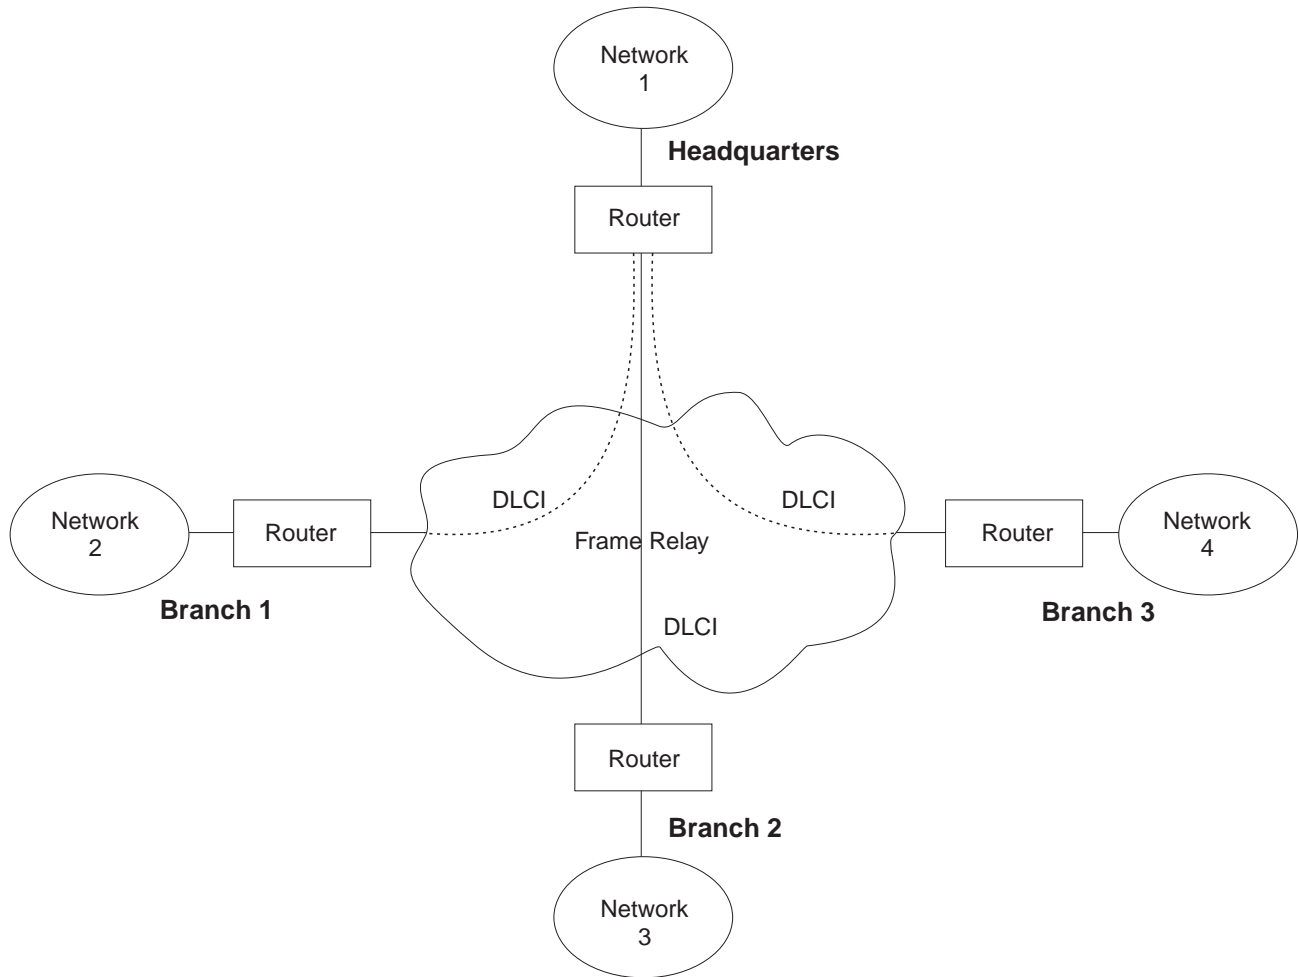 Network
1
Headquarters
Router
DLCI
DLCI
Network
2
Router
Frame Relay
Router
Network
4
Branch 1
Branch 3
DLCI
Router
Branch 2
Network
3